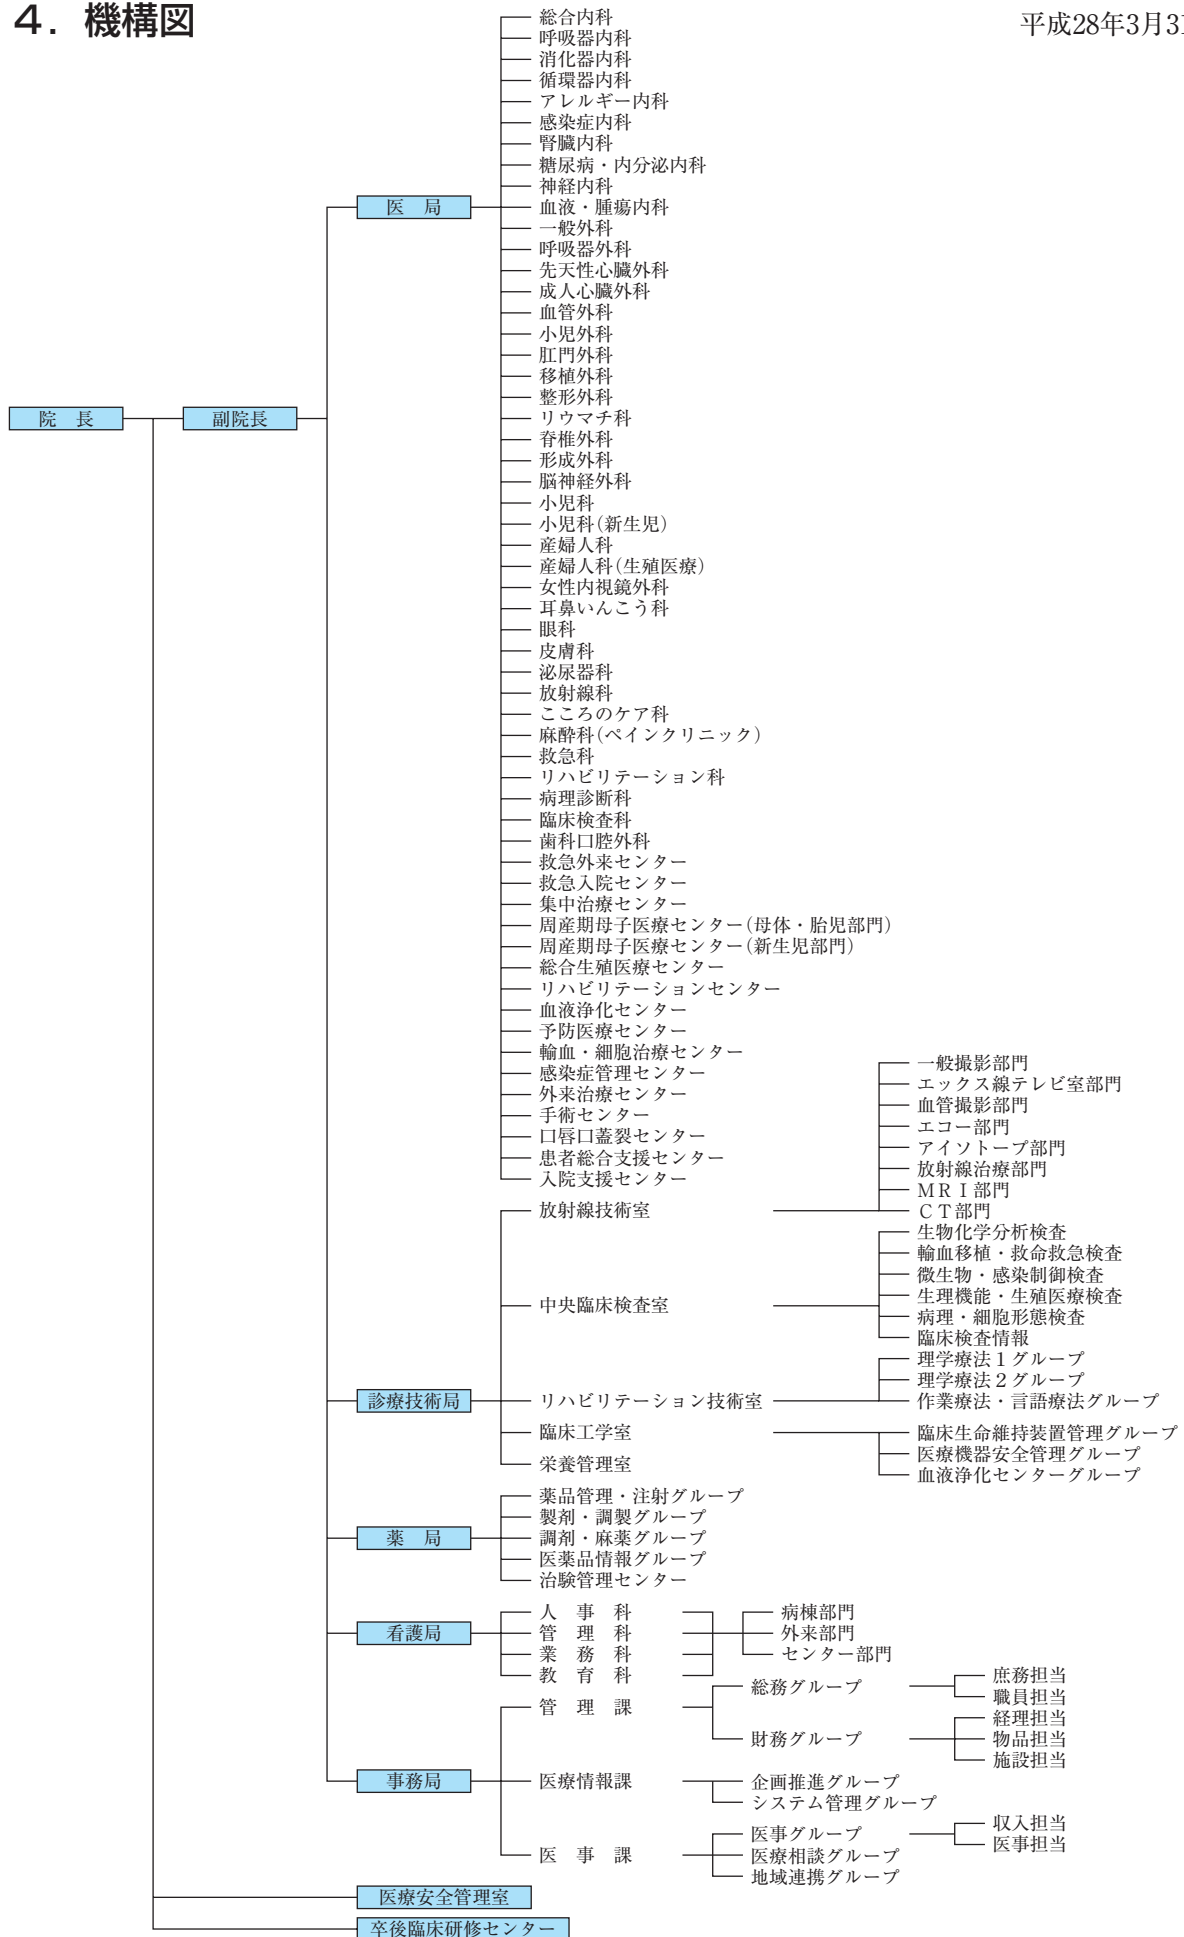 4．機構図
平成28年3月31
院　長
副院長
医　局
総合内科
呼吸器内科
消化器内科
循環器内科
アレルギー内科
感染症内科
腎臓内科
糖尿病・内分泌内科
神経内科
血液・腫瘍内科
一般外科
呼吸器外科
先天性心臓外科
成人心臓外科
血管外科
小児外科
肛門外科
移植外科
整形外科
リウマチ科
脊椎外科
形成外科
脳神経外科
小児科
小児科（新生児）
産婦人科
産婦人科（生殖医療）
女性内視鏡外科
耳鼻いんこう科
眼科
皮膚科
泌尿器科
放射線科
こころのケア科
麻酔科（ペインクリニック）
救急科
リハビリテーション科
病理診断科
臨床検査科
歯科口腔外科
救急外来センター
救急入院センター
集中治療センター
周産期母子医療センター（母体・胎児部門）
周産期母子医療センター（新生児部門）
総合生殖医療センター
リハビリテーションセンター
血液浄化センター
予防医療センター
輸血・細胞治療センター
感染症管理センター
外来治療センター
手術センター
口唇口蓋裂センター
患者総合支援センター
入院支援センター
診療技術局
放射線技術室
一般撮影部門
エックス線テレビ室部門
血管撮影部門
エコー部門
アイソトープ部門
放射線治療部門
ＭＲＩ部門
ＣＴ部門
中央臨床検査室
生物化学分析検査
輸血移植・救命救急検査
微生物・感染制御検査
生理機能・生殖医療検査
病理・細胞形態検査
臨床検査情報
リハビリテーション技術室
理学療法１グループ
理学療法２グループ
作業療法・言語療法グループ
臨床工学室
臨床生命維持装置管理グループ
医療機器安全管理グループ
血液浄化センターグループ
栄養管理室
薬　局
薬品管理・注射グループ
製剤・調製グループ
調剤・麻薬グループ
医薬品情報グループ
治験管理センター
看護局
人　事　科
管　理　科
業　務　科
教　育　科
病棟部門
外来部門
センター部門
事務局
管　理　課
総務グループ
庶務担当
職員担当
財務グループ
経理担当
物品担当
施設担当
医療情報課
企画推進グループ
システム管理グループ
医　事　課
医事グループ
収入担当
医事担当
医療相談グループ
地域連携グループ
医療安全管理室
卒後臨床研修センター